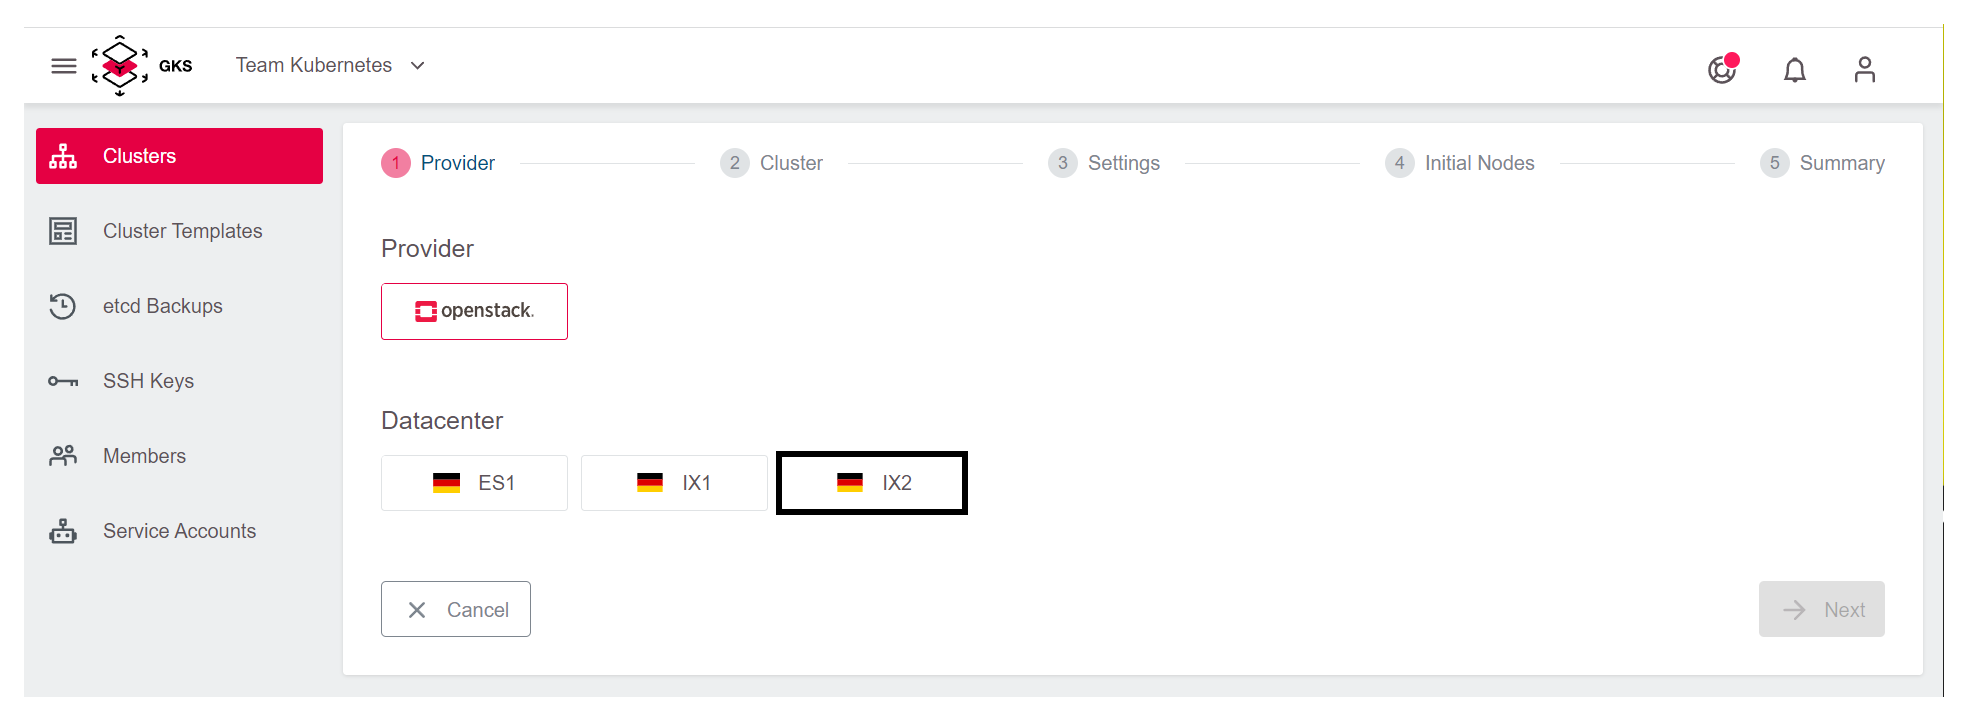 GKS Team Kubernetes
Clusters
Cluster Templates
etcd Backups
SSH Keys
Members
Service Accounts
1 Provider 2 Cluster 3 Settings 4 Initial Nodes 5 Summary
Provider
openstack.
Datacenter
ES1 IX1 IX2
Cancel Next